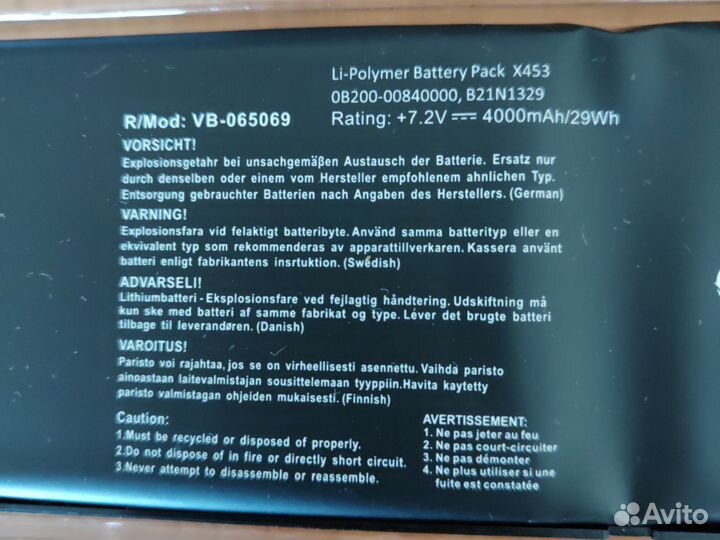 Li-Polymer Battery Pack X453
0B200-00840000, B21N1329
R/Mod: VB-065069
Rating: +7.2V ⎓ 4000mAh/29Wh
VORSICHT!
Explosionsgetahr bei unsachgemäßen Austausch der Batterie. Ersatz nur
durch denselben oder einem vom Hersteller empfohlenem ahnlichen Typ.
Entsorgung gebrauchter Batterien nach Angaben des Herstellers. (German)
VARNING!
Explosionsfara vid felaktigt batteribyte. Använd samma batterityp eller en
ekvivalent typ som rekommenderas av apparattillverkaren. Kassera använt
batteri enligt fabrikantens insrtuktion. (Swedish)
ADVARSELI!
Lithiumbatteri - Eksplosionsfare ved fejlagtig håndtering. Udskiftning må
kun ske med batteri af samme fabrikat og type. Léver det brugte batteri
tilbage til leverandøren. (Danish)
VAROITUS!
Paristo voi rajahtaa, jos se on virheellisesti asennettu. Vaihda paristo
ainoastaan laitevalmistajan sousittelemaan tyyppiin.Havita kaytetty
paristo valmistagan ohjeiden mukaisesti. (Finnish)
Caution:
1.Must be recycled or disposed of properly.
2.Do not dispose of in fire or directly short circuit.
3.Never attempt to disassemble or reassemble.
AVERTISSEMENT:
1. Ne pas jeter au feu
2. Ne pas court-circuiter
3. Ne pas démonter
4. Ne plus utiliser si une
fuite est constatée
Avito